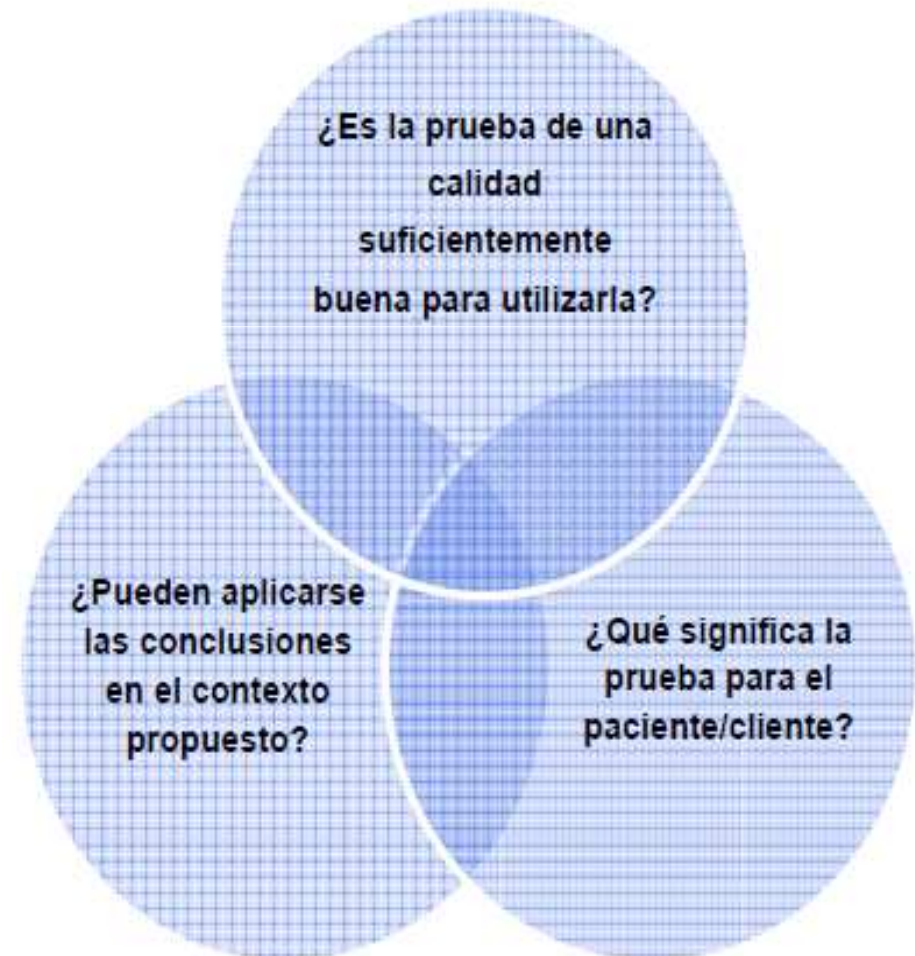 ¿Es la prueba de una
calidad
suficientemente
buena para utilizarla?
¿Pueden aplicarse
las conclusiones
en el contexto
propuesto?
¿Qué significa la
prueba para el
paciente/cliente?